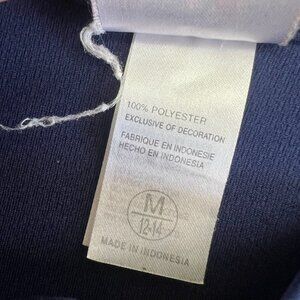 100% POLYESTER
EXCLUSIVE OF DECORATION
FABRIQUE EN INDONESIE
HECHO EN INDONESIA
M
12-14
MADE IN INDONESIA